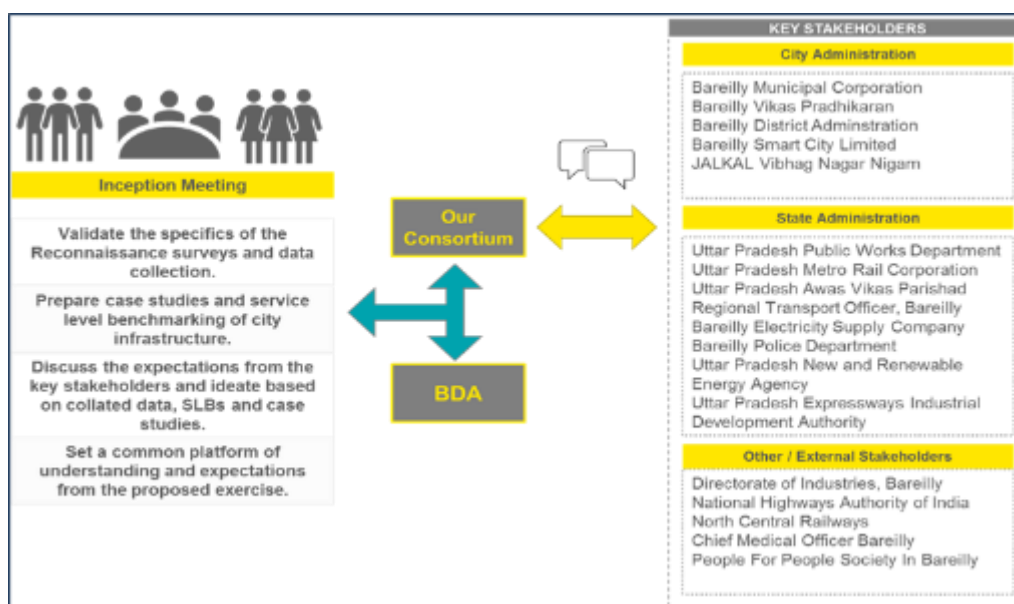 Inception Meeting
Validate the specifics of the
Reconnaissance surveys and data
collection.
Prepare case studies and service
level benchmarking of city
infrastructure.
Discuss the expectations from the
key stakeholders and ideate based
on collated data, SLBs and case
studies.
Set a common platform of
understanding and expectations
from the proposed exercise.
Our
Consortium
BDA
KEY STAKEHOLDERS
City Administration
Bareilly Municipal Corporation
Bareilly Vikas Pradhikaran
Bareilly District Adminstration
Bareilly Smart City Limited
JALKAL Vibhag Nagar Nigam
State Administration
Uttar Pradesh Public Works Department
Uttar Pradesh Metro Rail Corporation
Uttar Pradesh Awas Vikas Parishad
Regional Transport Officer, Bareilly
Bareilly Electricity Supply Company
Bareilly Police Department
Uttar Pradesh New and Renewable
Energy Agency
Uttar Pradesh Expressways Industrial
Development Authority
Other / External Stakeholders
Directorate of Industries, Bareilly
National Highways Authority of India
North Central Railways
Chief Medical Officer Bareilly
People For People Society In Bareilly